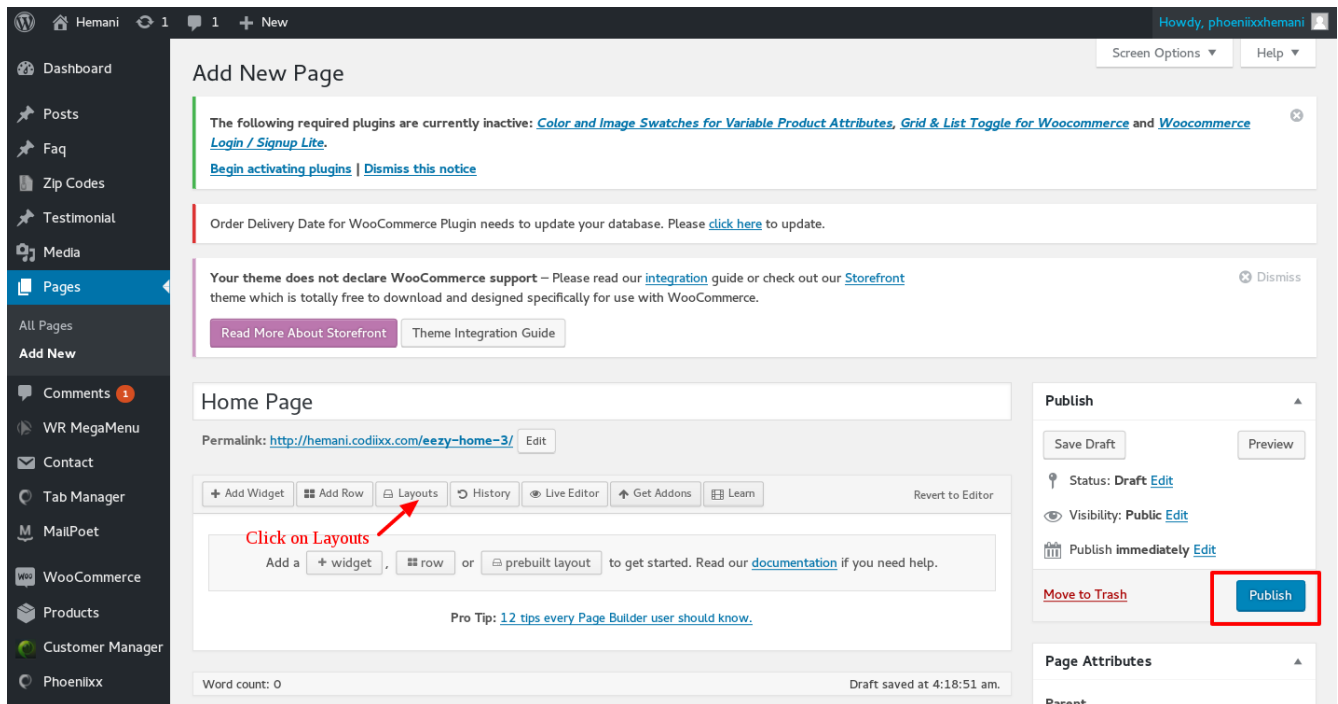 Hemani 1 1 + New Howdy, phoeniixxhemani
Screen Options ▼ Help ▼
Dashboard
Posts
Faq
Zip Codes
Testimonial
Media
Pages
All Pages
Add New
Comments 1
WR MegaMenu
Contact
Tab Manager
MailPoet
WooCommerce
Products
Customer Manager
Phoeniixx
Add New Page
The following required plugins are currently inactive: Color and Image Swatches for Variable Product Attributes, Grid & List Toggle for Woocommerce and Woocommerce
Login / Signup Lite.
Begin activating plugins | Dismiss this notice
Order Delivery Date for WooCommerce Plugin needs to update your database. Please click here to update.
Your theme does not declare WooCommerce support – Please read our integration guide or check out our Storefront
theme which is totally free to download and designed specifically for use with WooCommerce.
Dismiss
Read More About Storefront Theme Integration Guide
Home Page
Permalink: http://hemani.codiixx.com/eezy-home-3/ Edit
+ Add Widget Add Row Layouts History Live Editor Get Addons Learn Revert to Editor
Click on Layouts
Add a + widget , row or prebuilt layout to get started. Read our documentation if you need help.
Pro Tip: 12 tips every Page Builder user should know.
Word count: 0 Draft saved at 4:18:51 am.
Publish
Save Draft Preview
Status: Draft Edit
Visibility: Public Edit
Publish immediately Edit
Move to Trash Publish
Page Attributes
Parent